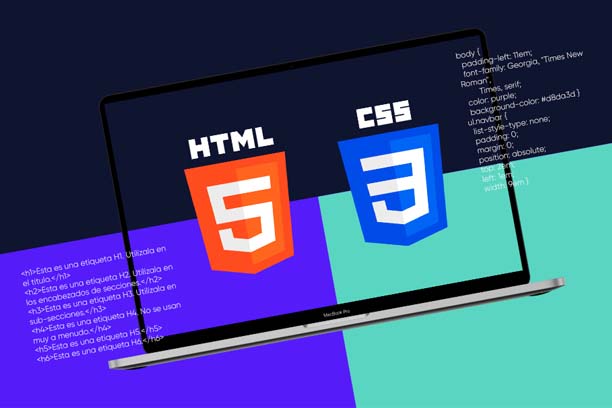 body {
padding-left: 11em;
font-family: Georgia, "Times New
Roman",
Times, serif;
color: purple;
background-color: #d8da3d }
ul.navbar {
list-style-type: none;
padding: 0;
margin: 0;
position: absolute;
top: 2em;
left: 1em;
width: 9em }
HTML
5
CSS
3
<h1>Esta es una etiqueta H1. Utilízala en
el título.</h1>
<h2>Esta es una etiqueta H2. Utilízala en
los encabezados de secciones.</h2>
<h3>Esta es una etiqueta H3. Utilízala en
sub-secciones.</h3>
<h4>Esta es una etiqueta H4. No se usan
muy a menudo.</h4>
<h5>Esta es una etiqueta H5.</h5>
<h6>Esta es una etiqueta H6.</h6>
MacBook Pro